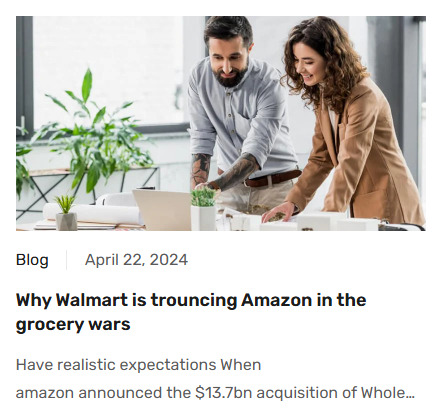 Blog
April 22, 2024
Why Walmart is trouncing Amazon in the
grocery wars
Have realistic expectations When
amazon announced the $13.7bn acquisition of Whole…